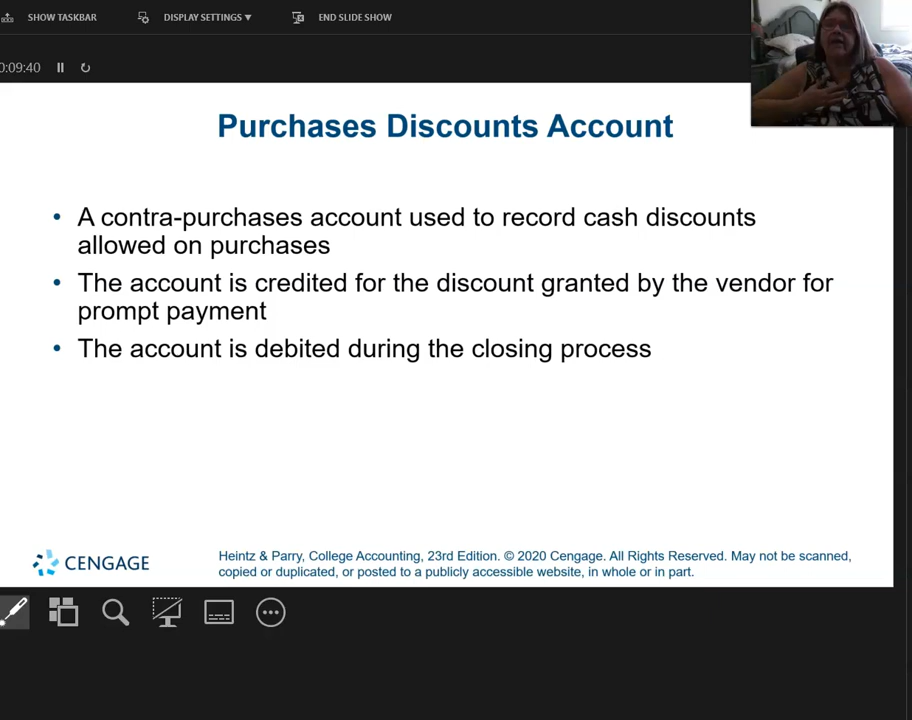 SHOW TASKBAR
DISPLAY SETTINGS ▼
END SLIDE SHOW
0:09:40
Purchases Discounts Account
• A contra-purchases account used to record cash discounts
allowed on purchases
• The account is credited for the discount granted by the vendor for
prompt payment
• The account is debited during the closing process
CENGAGE
Heintz & Parry, College Accounting, 23rd Edition. © 2020 Cengage. All Rights Reserved. May not be scanned,
copied or duplicated, or posted to a publicly accessible website, in whole or in part.